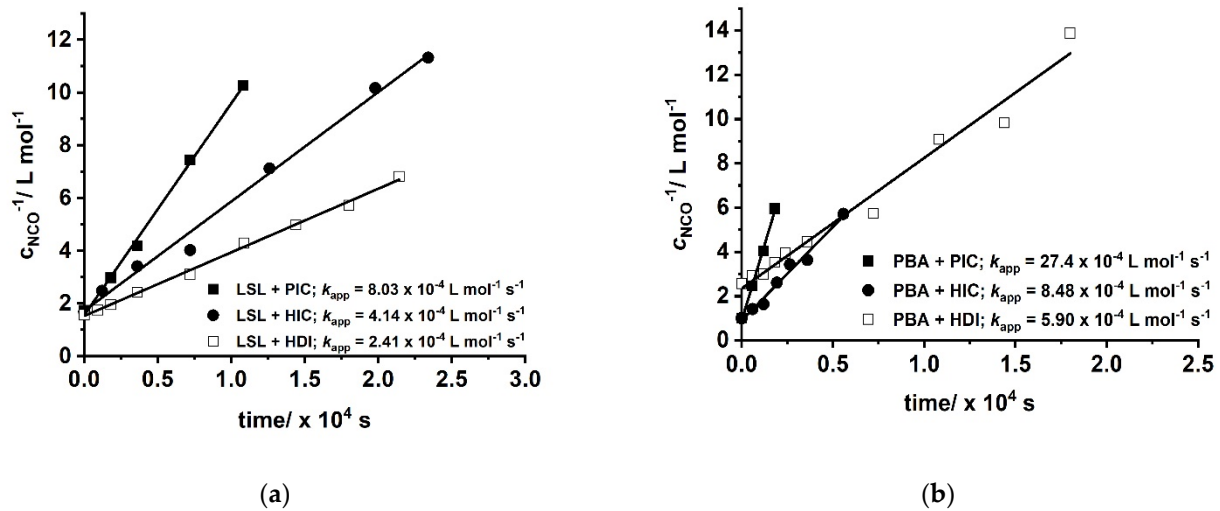 c_NCO⁻¹/ L mol⁻¹
12
10
8
6
4
2
0
LSL + PIC; k_app = 8.03 x 10⁻⁴ L mol⁻¹ s⁻¹
LSL + HIC; k_app = 4.14 x 10⁻⁴ L mol⁻¹ s⁻¹
LSL + HDI; k_app = 2.41 x 10⁻⁴ L mol⁻¹ s⁻¹
0.0 0.5 1.0 1.5 2.0 2.5 3.0
time/ x 10⁴ s
(a)
c_NCO⁻¹/ L mol⁻¹
14
12
10
8
6
4
2
0
PBA + PIC; k_app = 27.4 x 10⁻⁴ L mol⁻¹ s⁻¹
PBA + HIC; k_app = 8.48 x 10⁻⁴ L mol⁻¹ s⁻¹
PBA + HDI; k_app = 5.90 x 10⁻⁴ L mol⁻¹ s⁻¹
0.0 0.5 1.0 1.5 2.0 2.5
time/ x 10⁴ s
(b)